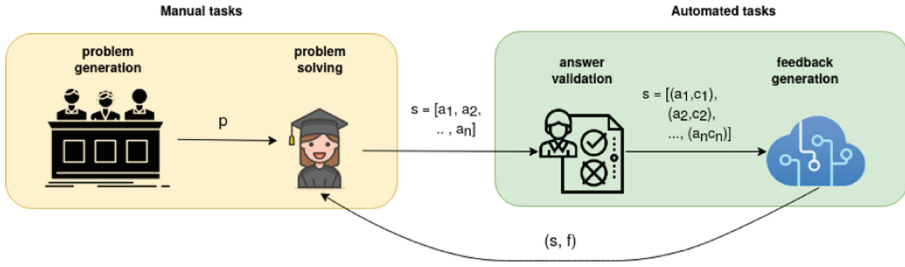 Manual tasks
Automated tasks
problem
generation
problem
solving
answer
validation
feedback
generation
p
s = [a1, a2,
.. , an]
s = [(a1,c1),
(a2,c2),
..., (ancn)]
(s, f)